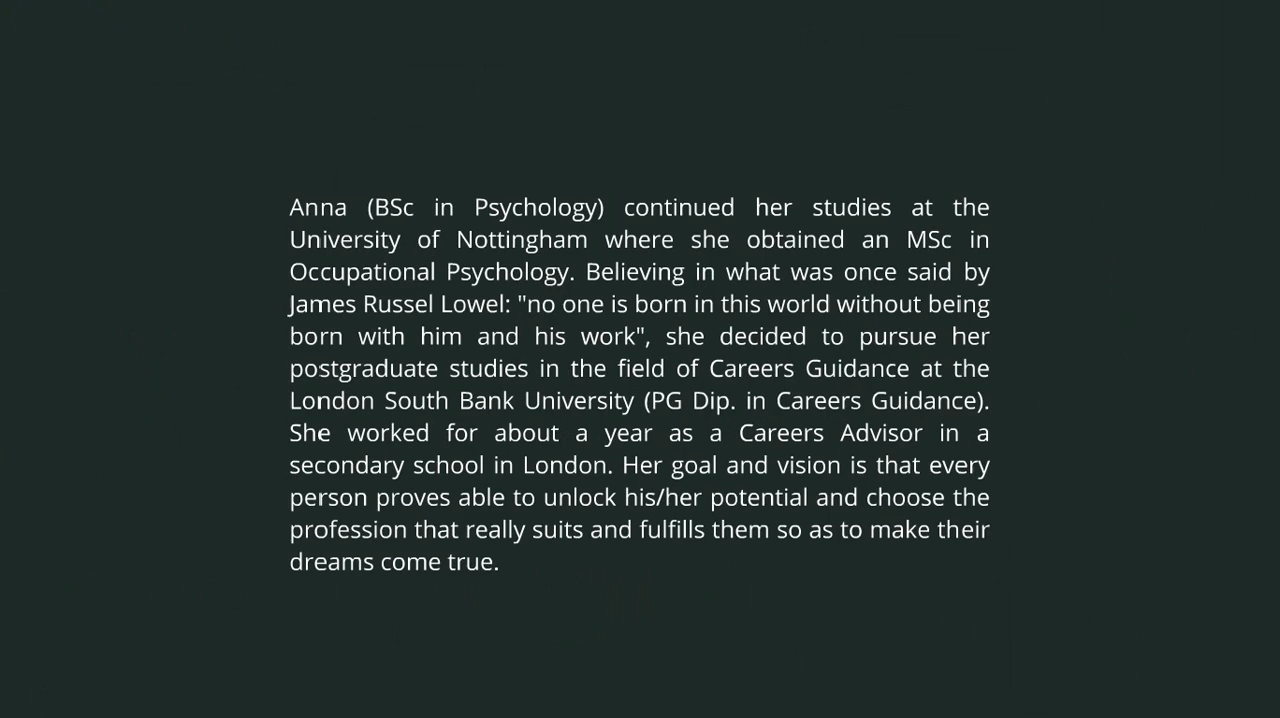 Anna (BSc in Psychology) continued her studies at the
University of Nottingham where she obtained an MSc in
Occupational Psychology. Believing in what was once said by
James Russel Lowel: "no one is born in this world without being
born with him and his work", she decided to pursue her
postgraduate studies in the field of Careers Guidance at the
London South Bank University (PG Dip. in Careers Guidance).
She worked for about a year as a Careers Advisor in a
secondary school in London. Her goal and vision is that every
person proves able to unlock his/her potential and choose the
profession that really suits and fulfills them so as to make their
dreams come true.